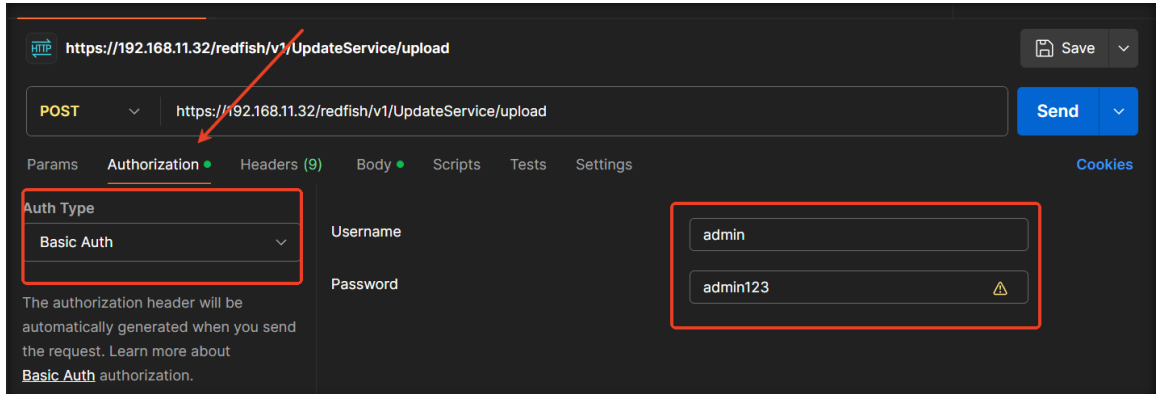 HTTP https://192.168.11.32/redfish/v1/UpdateService/upload Save
POST https://192.168.11.32/redfish/v1/UpdateService/upload Send
Params Authorization Headers (9) Body Scripts Tests Settings Cookies
Auth Type
Basic Auth
The authorization header will be
automatically generated when you send
the request. Learn more about
Basic Auth authorization.
Username admin
Password admin123